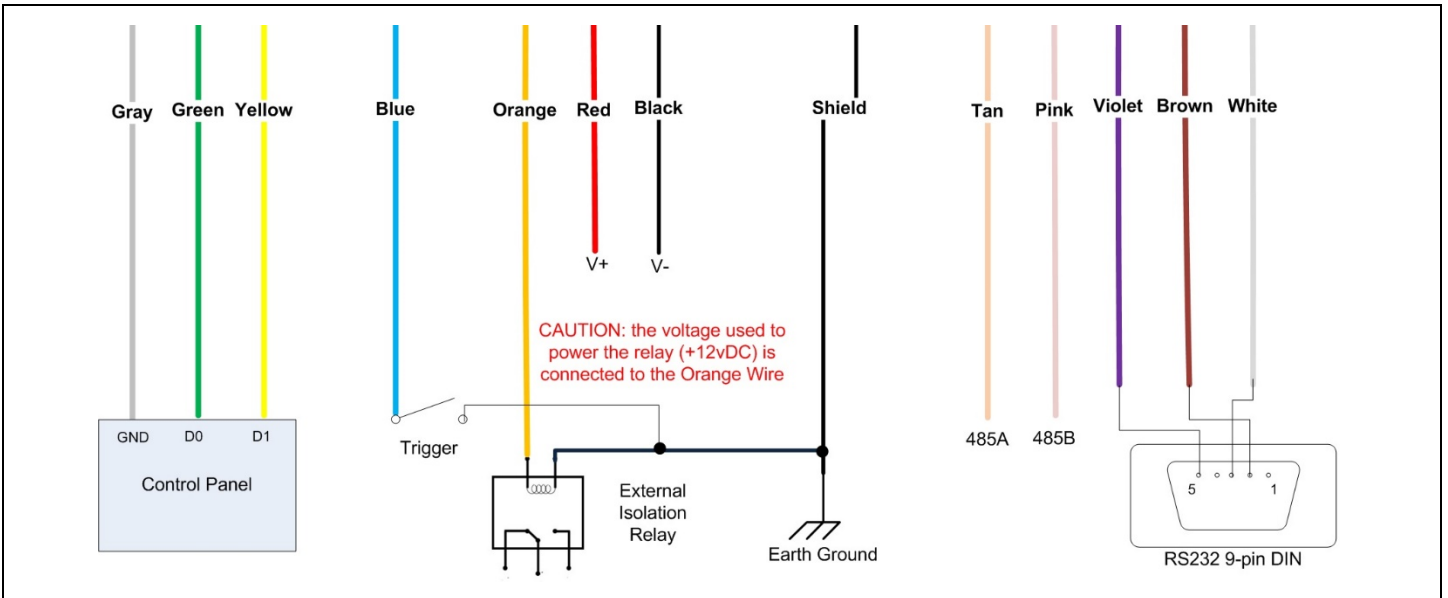 Gray Green Yellow Blue Orange Red Black Shield Tan Pink Violet Brown White
V+ V-
CAUTION: the voltage used to
power the relay (+12vDC) is
connected to the Orange Wire
GND D0 D1
Control Panel
Trigger
External
Isolation
Relay
Earth Ground
485A 485B
5 1
RS232 9-pin DIN